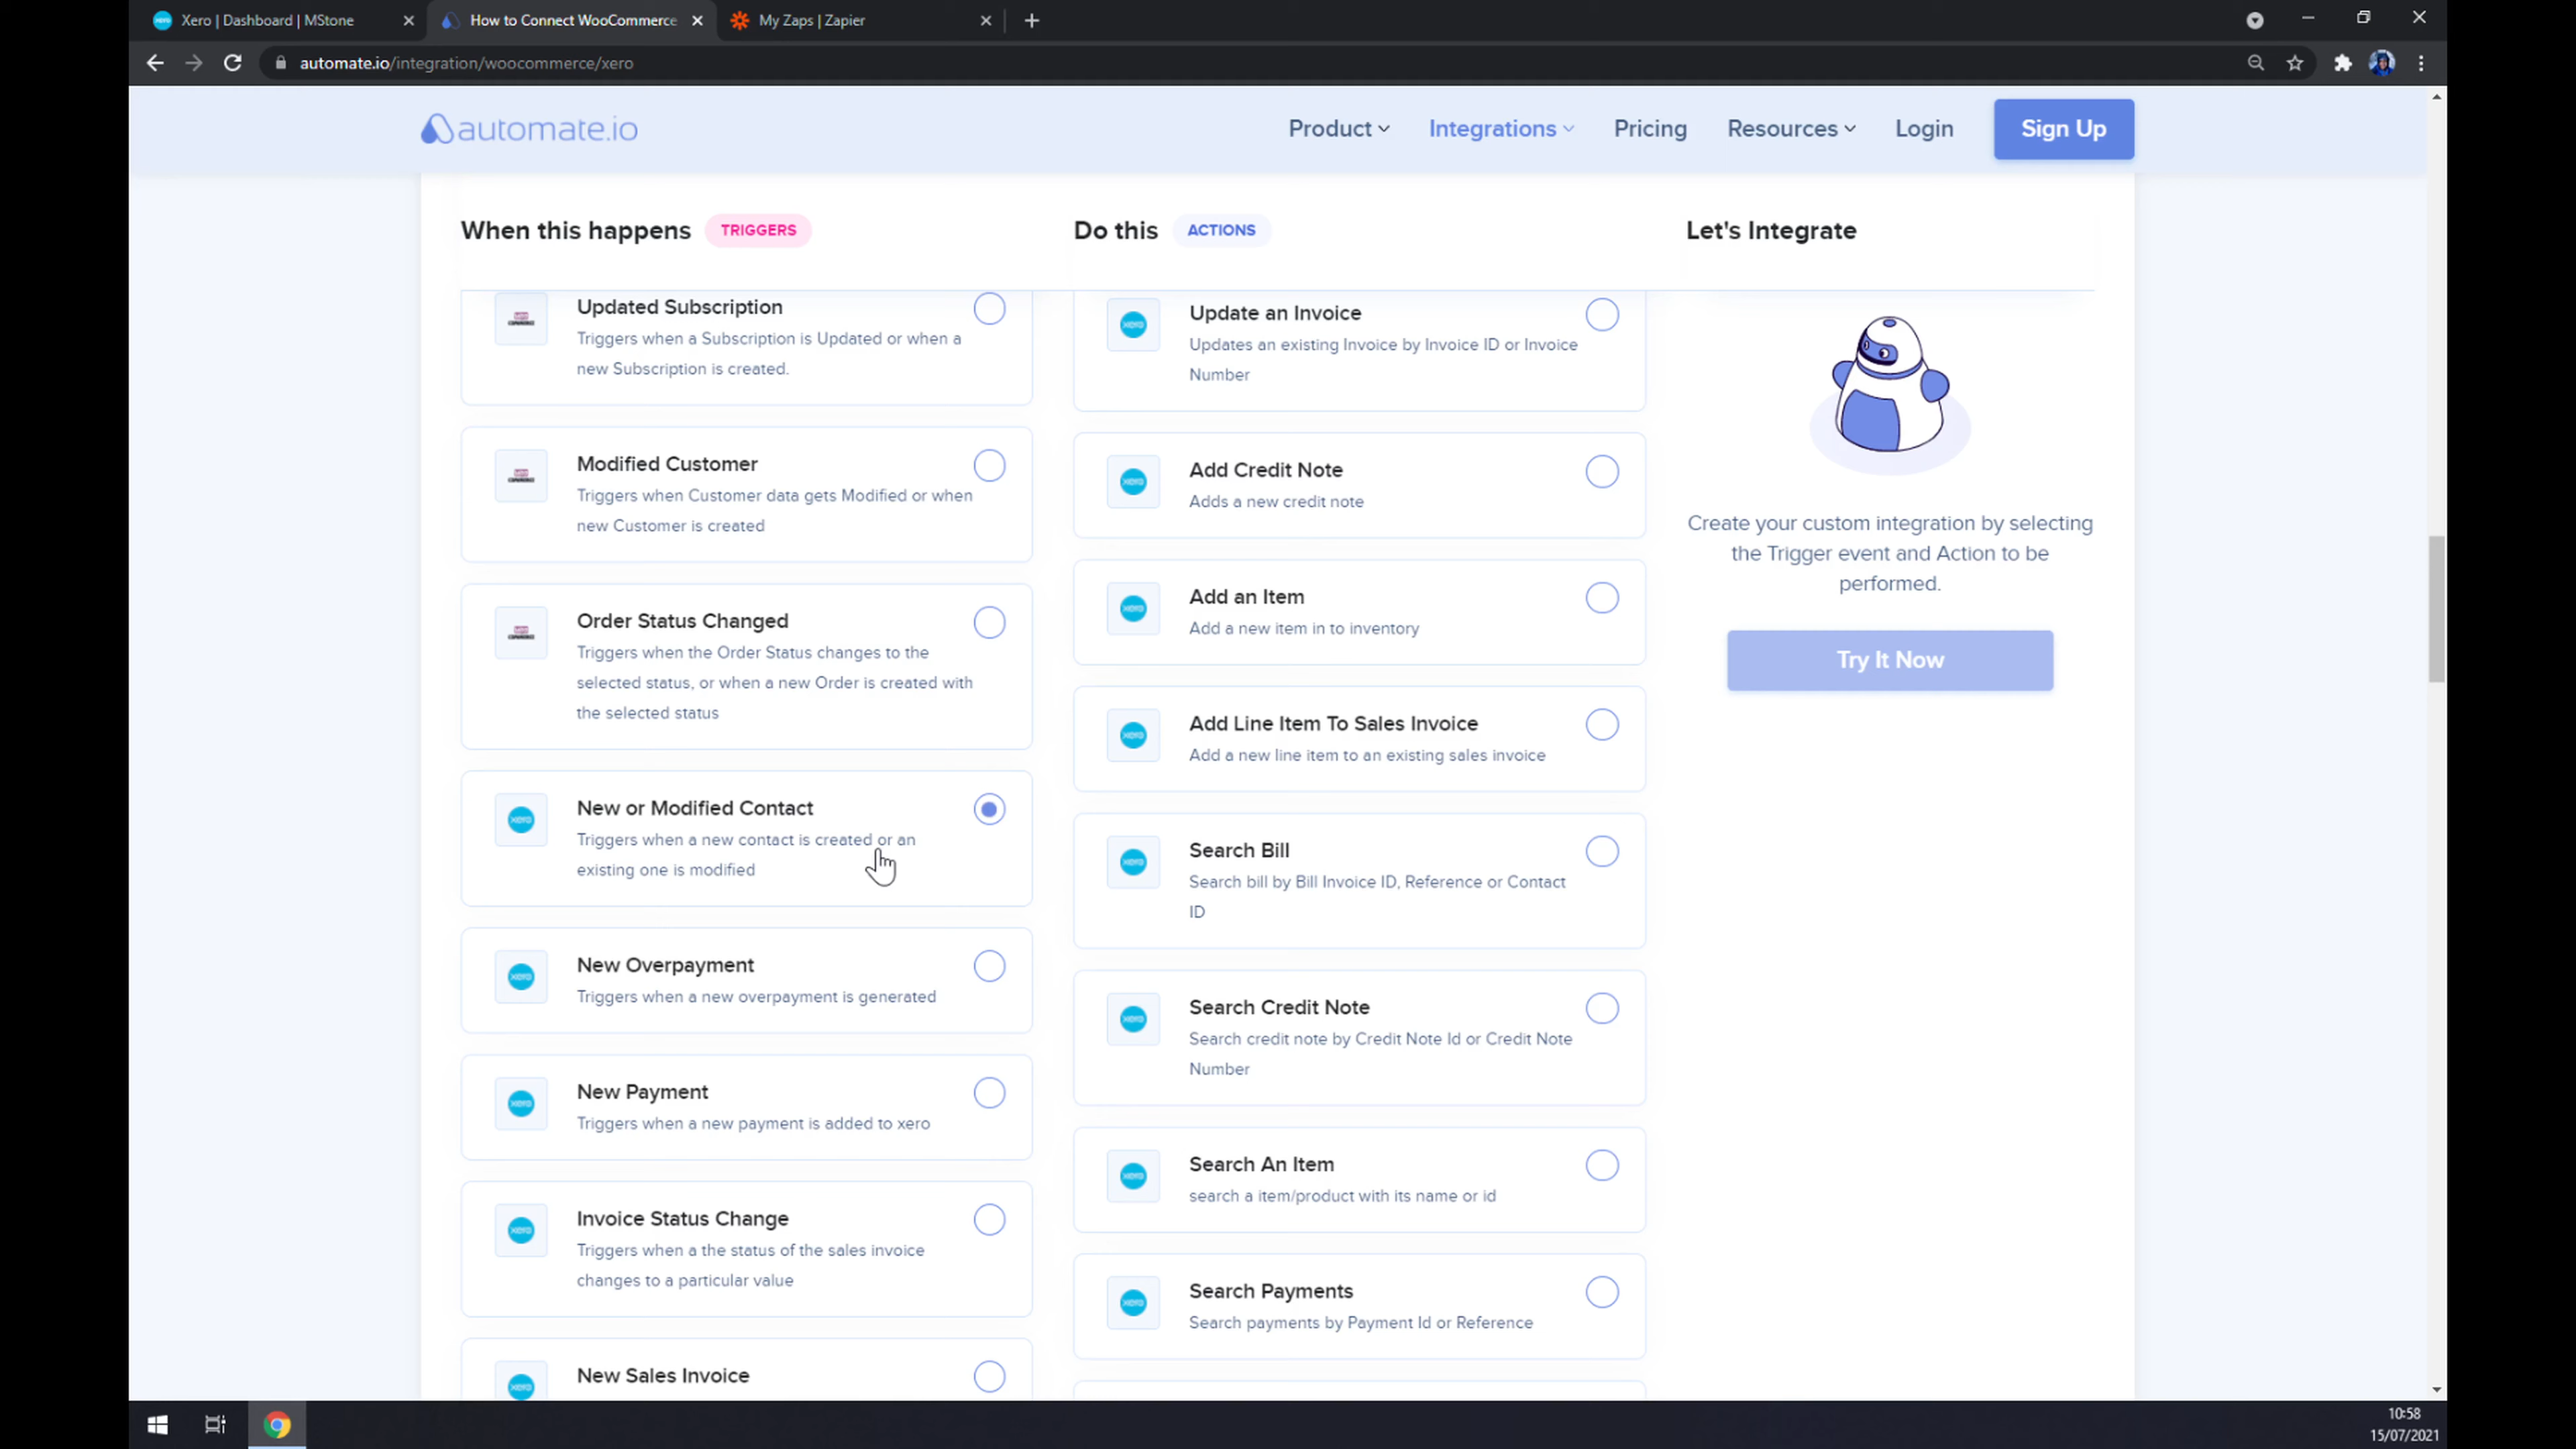 Xero | Dashboard | MStone
How to Connect WooCommerce
My Zaps | Zapier
automate.io/integration/woocommerce/xero
automate.io
Product
Integrations
Pricing
Resources
Login
Sign Up
When this happens TRIGGERS
Do this ACTIONS
Let's Integrate
Updated Subscription
Triggers when a Subscription is Updated or when a
new Subscription is created.
Modified Customer
Triggers when Customer data gets Modified or when
new Customer is created
Order Status Changed
Triggers when the Order Status changes to the
selected status, or when a new Order is created with
the selected status
xero
New or Modified Contact
Triggers when a new contact is created or an
existing one is modified
xero
New Overpayment
Triggers when a new overpayment is generated
xero
New Payment
Triggers when a new payment is added to xero
xero
Invoice Status Change
Triggers when a the status of the sales invoice
changes to a particular value
xero
New Sales Invoice
xero
Update an Invoice
Updates an existing Invoice by Invoice ID or Invoice
Number
xero
Add Credit Note
Adds a new credit note
xero
Add an Item
Add a new item in to inventory
xero
Add Line Item To Sales Invoice
Add a new line item to an existing sales invoice
xero
Search Bill
Search bill by Bill Invoice ID, Reference or Contact
ID
xero
Search Credit Note
Search credit note by Credit Note Id or Credit Note
Number
xero
Search An Item
search a item/product with its name or id
xero
Search Payments
Search payments by Payment Id or Reference
Create your custom integration by selecting
the Trigger event and Action to be
performed.
Try It Now
10:58
15/07/2021